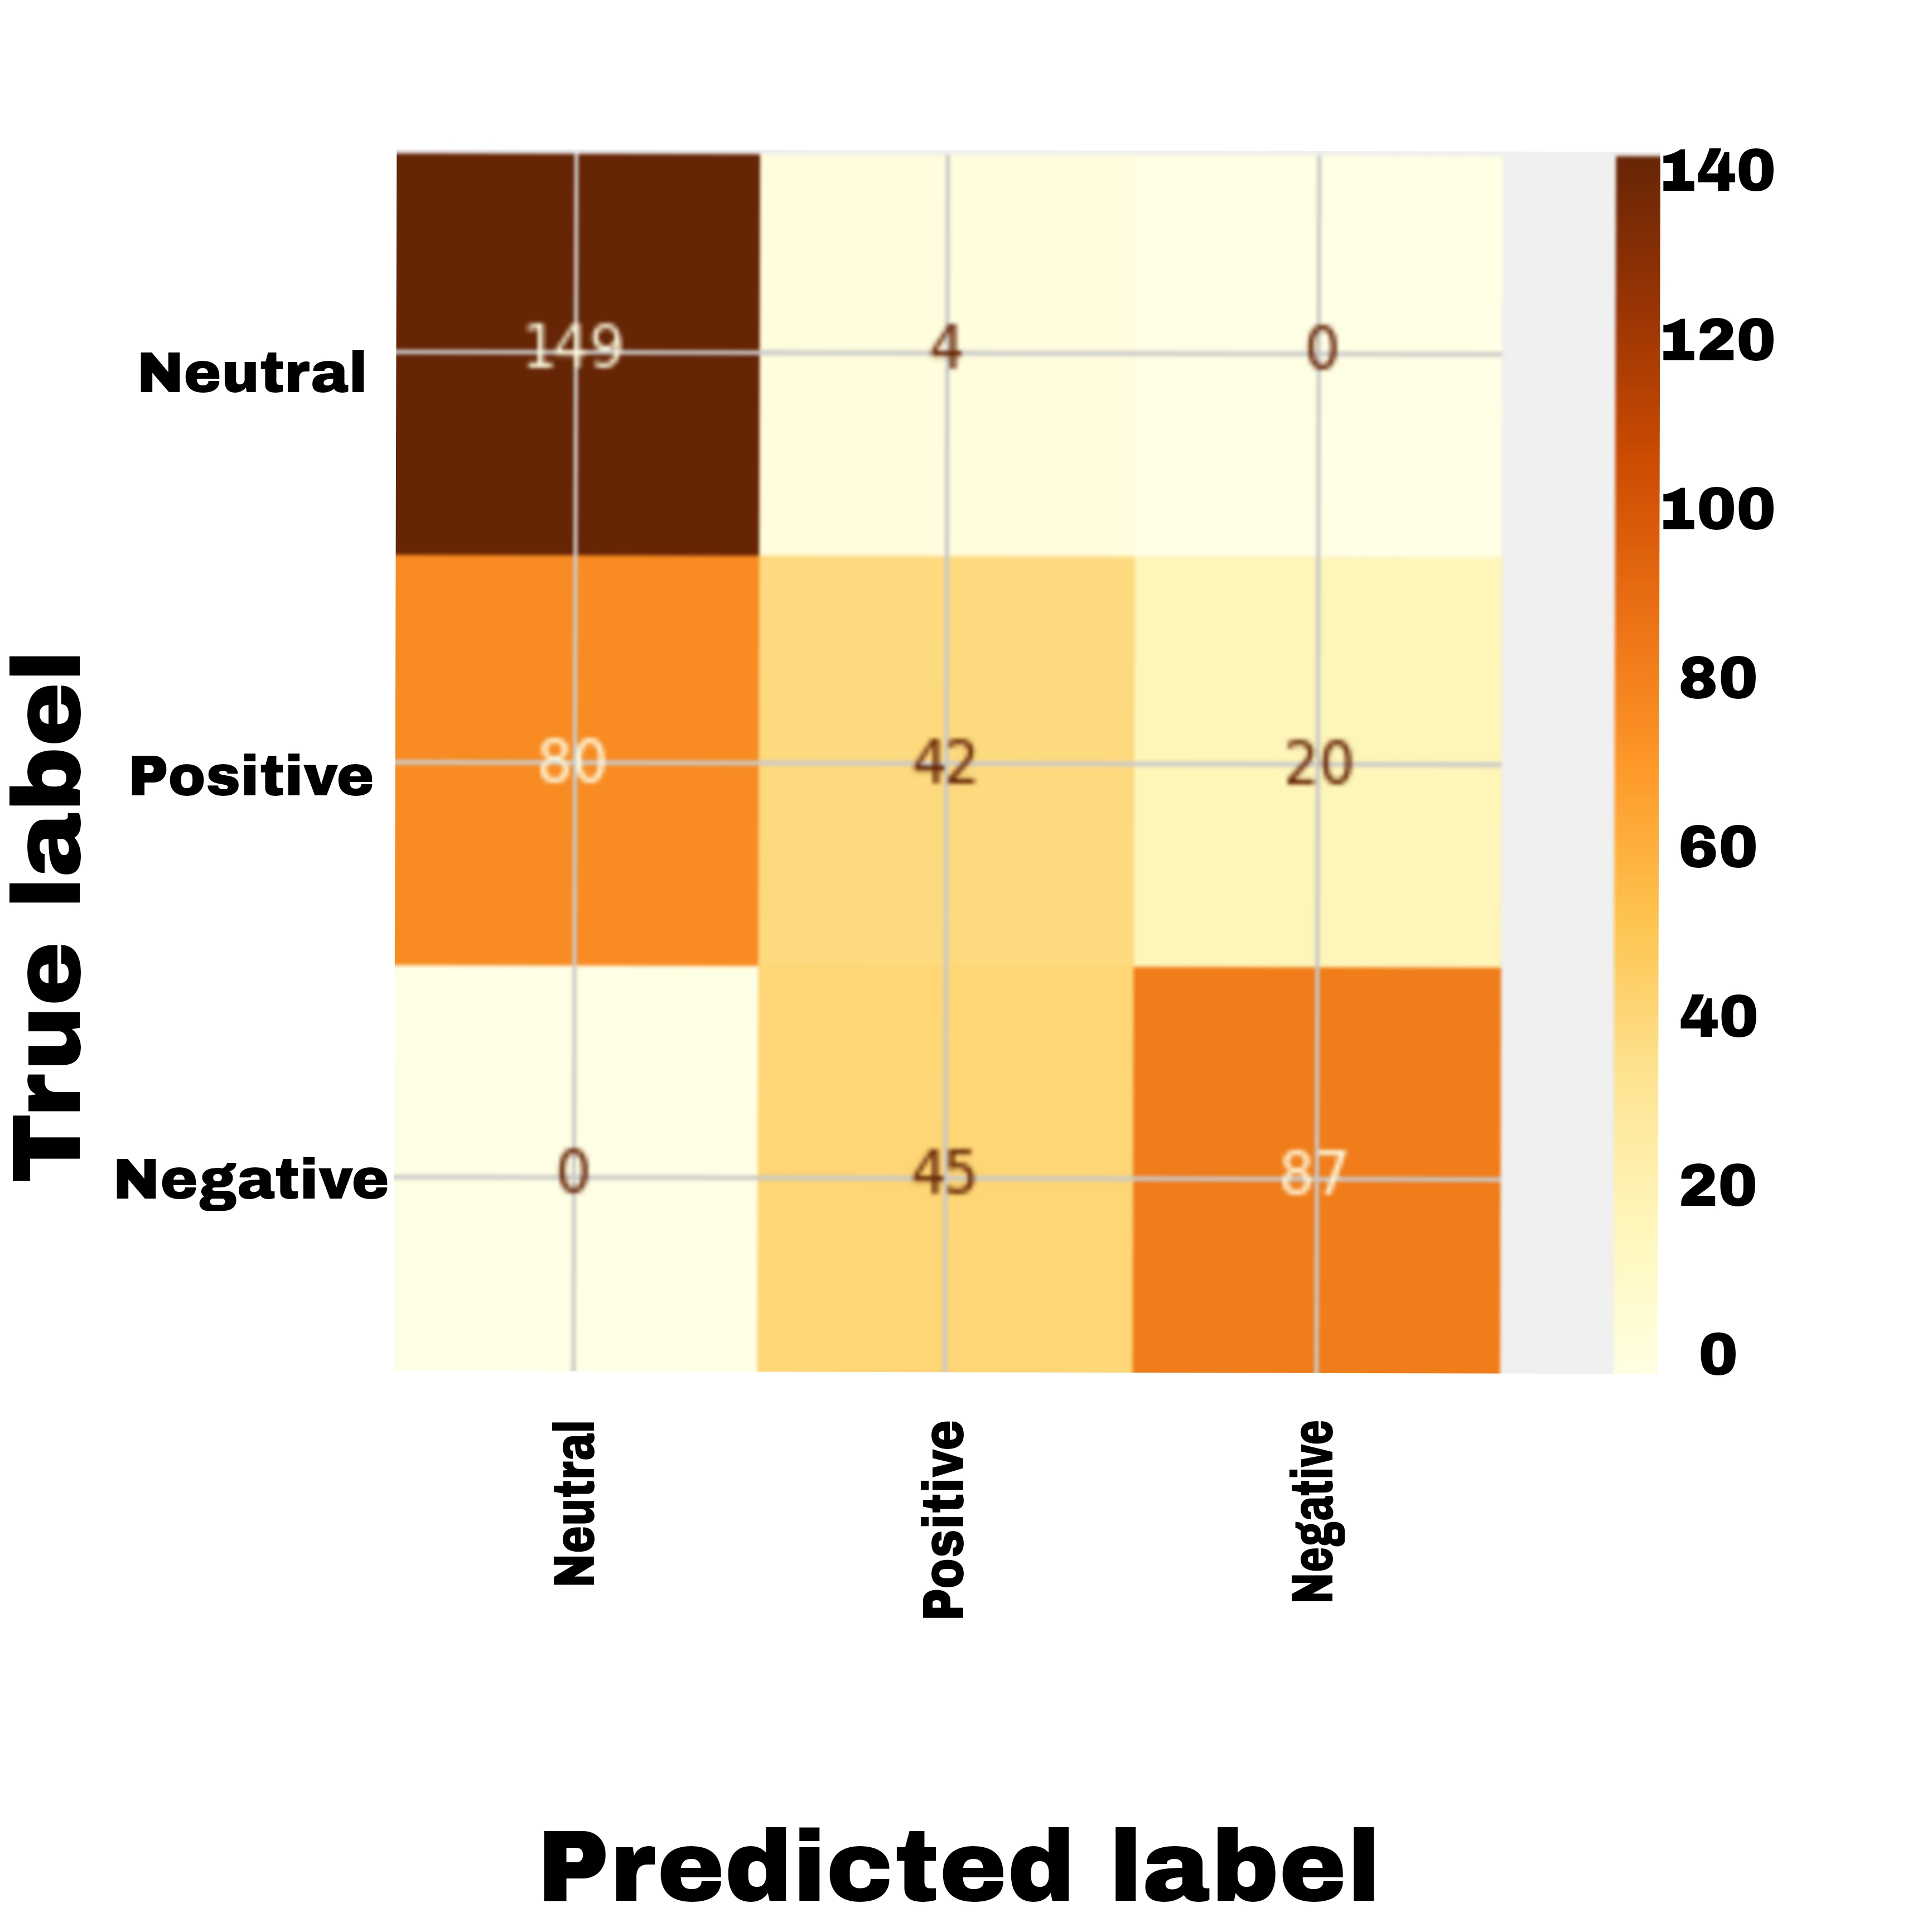 140
120
Neutral 149 4 0
100
80
Positive 80 42 20
60
40
Negative 0 45 87
20
0
True label
Neutral Positive Negative
Predicted label